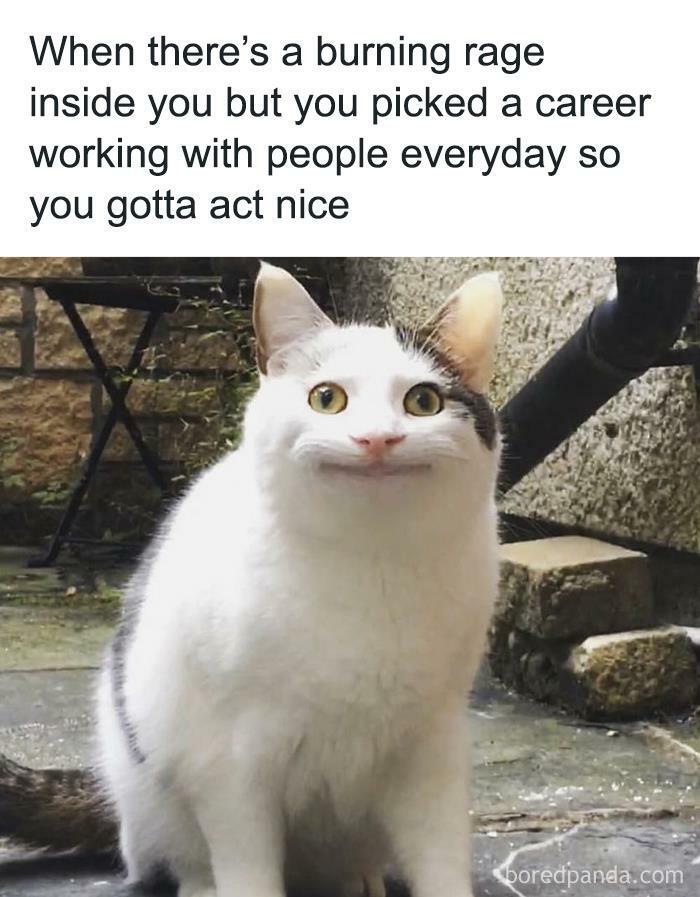 When there’s a burning rage
inside you but you picked a career
working with people everyday so
you gotta act nice
boredpanda.com